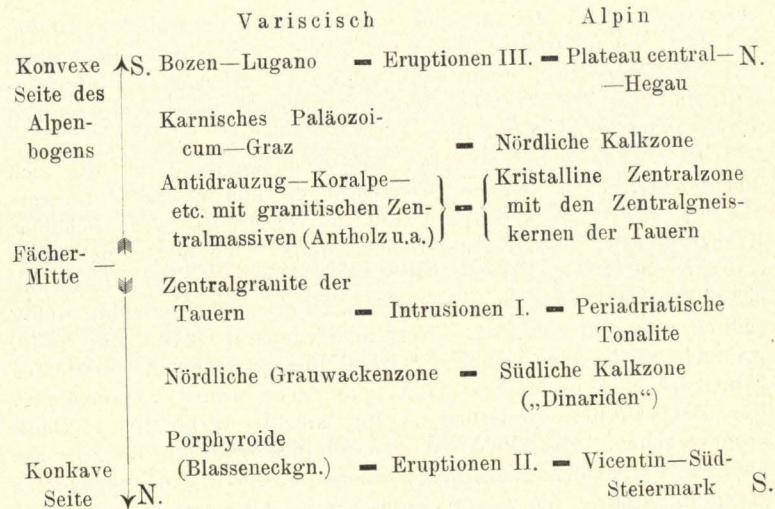 Variscisch Alpin
Konvexe S. Bozen—Lugano = Eruptionen III. = Plateau central— N.
Seite des —Hegau
Alpen- Karnisches Paläozoi-
bogens cum—Graz = Nördliche Kalkzone
Antidrauzug—Koralpe— Kristalline Zentralzone
etc. mit granitischen Zen- = mit den Zentralgneis-
tralmassiven (Antholz u.a.) kernen der Tauern
Fächer-
Mitte — Zentralgranite der
Tauern = Intrusionen I. = Periadriatische
Tonalite
Nördliche Grauwackenzone = Südliche Kalkzone
(„Dinariden“)
Porphyroide
(Blasseneckgn.) = Eruptionen II. = Vicentin—Süd-
Konkave Steiermark S.
Seite N.